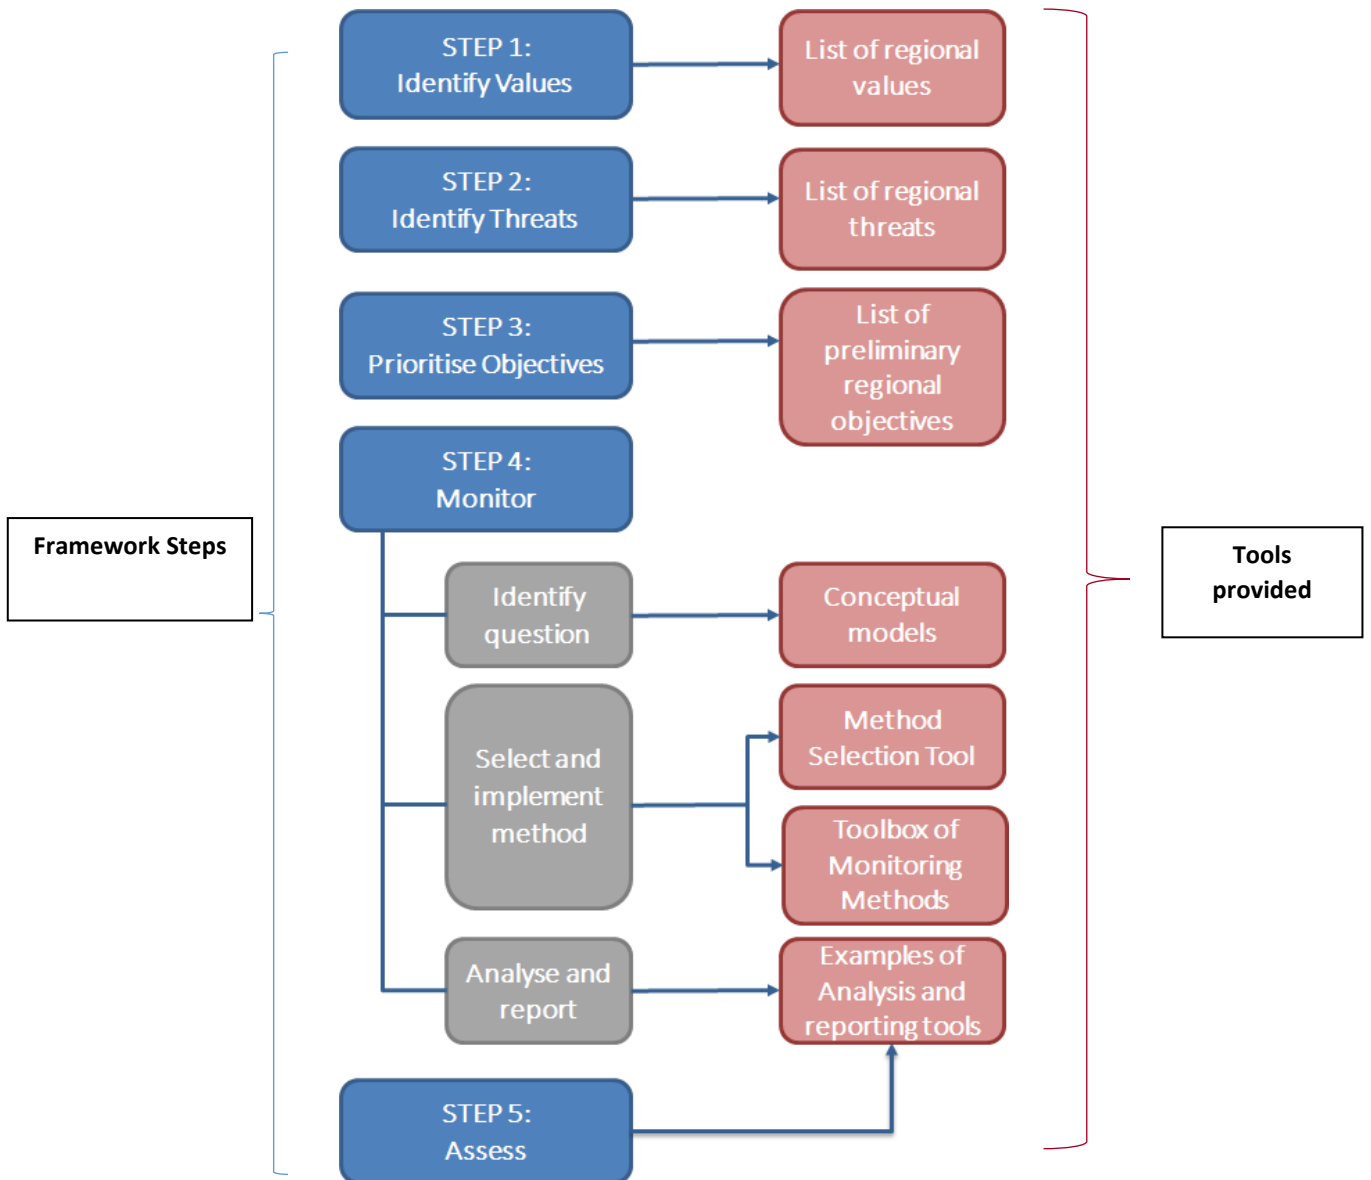 STEP 1:
Identify Values
List of regional
values
STEP 2:
Identify Threats
List of regional
threats
STEP 3:
Prioritise Objectives
List of
preliminary
regional
objectives
STEP 4:
Monitor
Framework Steps
Tools
provided
Identify
question
Conceptual
models
Select and
implement
method
Method
Selection Tool
Toolbox of
Monitoring
Methods
Analyse and
report
Examples of
Analysis and
reporting tools
STEP 5:
Assess